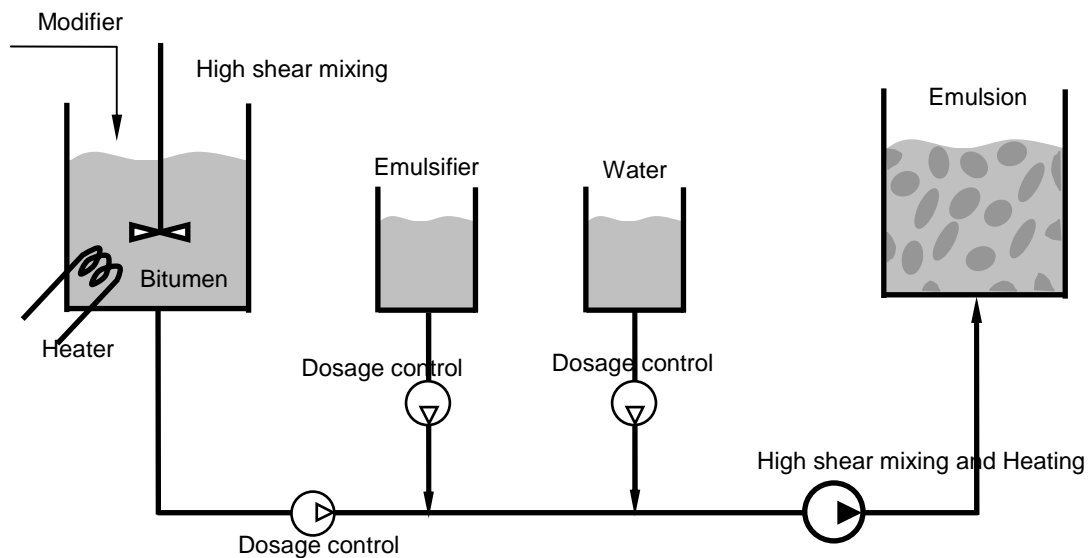 Modifier
High shear mixing
Emulsion
Emulsifier
Water
Bitumen
Heater
Dosage control
Dosage control
High shear mixing and Heating
Dosage control